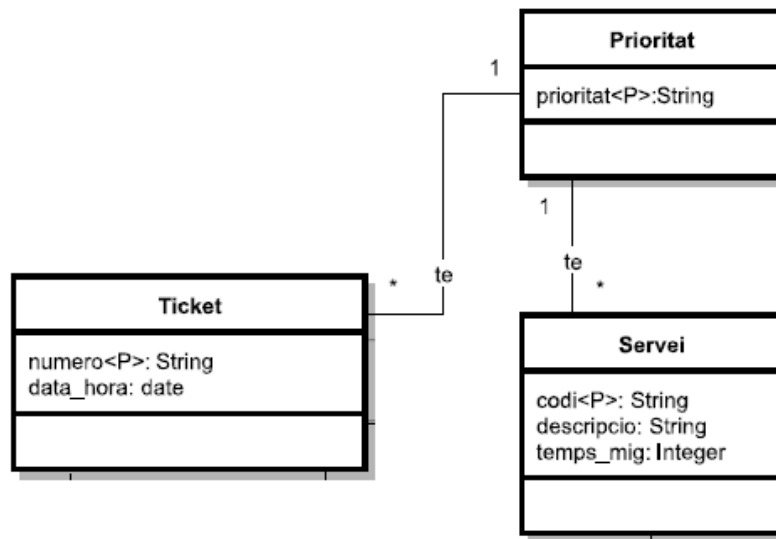 Prioritat
prioritat<P>:String
1
1
te
*
te
*
Ticket
numero<P>: String
data_hora: date
Servei
codi<P>: String
descripcio: String
temps_mig: Integer